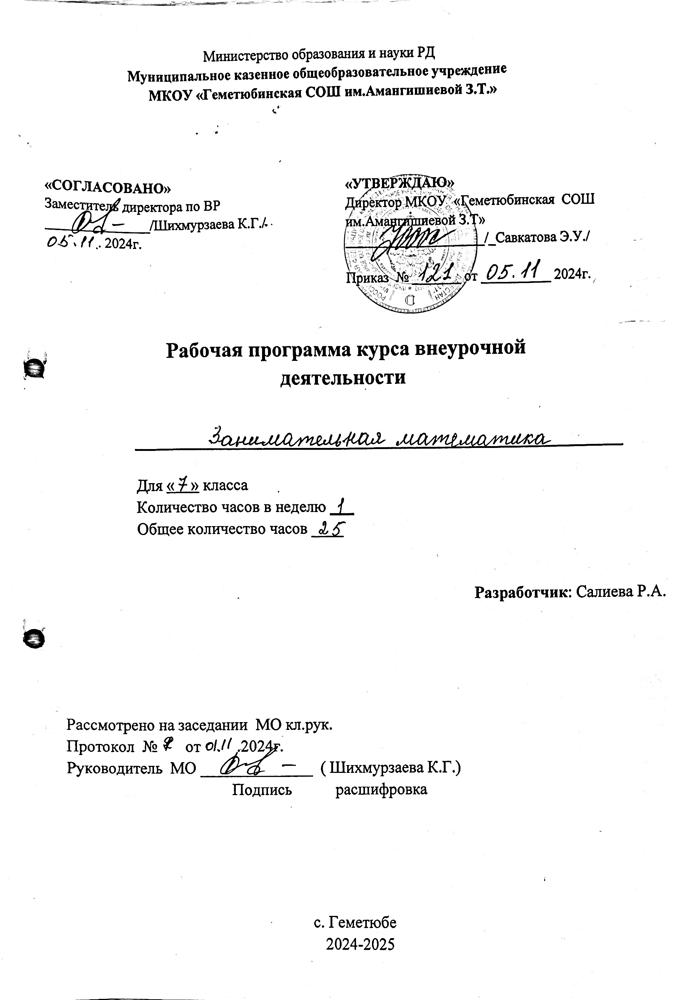 Министерство образования и науки РД
Муниципальное казенное общеобразовательное учреждение
МКОУ «Геметюбинская СОШ им.Амангишиевой З.Т.»
«СОГЛАСОВАНО»
Заместитель директора по ВР
/Шихмурзаева К.Г./
05.11. 2024г.
«УТВЕРЖДАЮ»
Директор МКОУ «Геметюбинская СОШ
им.Амангишиевой З.Т»
/_Савкатова Э.У./
Приказ № 121 от 05.11 2024г.
Рабочая программа курса внеурочной
деятельности
Занимательная математика
Для «7» класса
Количество часов в неделю 1
Общее количество часов 25
Разработчик: Салиева Р.А.
Рассмотрено на заседании МО кл.рук.
Протокол № от 01.11 .2024г.
Руководитель МО ( Шихмурзаева К.Г.)
Подпись расшифровка
с. Геметюбе
2024-2025